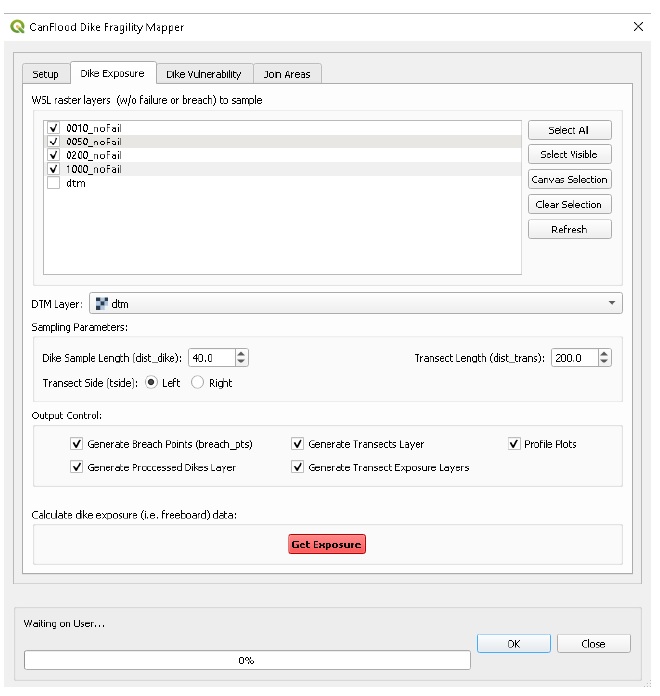 CanFlood Dike Fragility Mapper
Setup Dike Exposure Dike Vulnerability Join Areas
WSL raster layers (w/o failure or breach) to sample
0010_noFail
0050_noFail
0200_noFail
1000_noFail
dtm
Select All
Select Visible
Canvas Selection
Clear Selection
Refresh
DTM Layer: dtm
Sampling Parameters:
Dike Sample Length (dist_dike): 40.0 Transect Length (dist_trans): 200.0
Transect Side (tside): Left Right
Output Control:
Generate Breach Points (breach_pts) Generate Transects Layer Profile Plots
Generate Proccessed Dikes Layer Generate Transect Exposure Layers
Calculate dike exposure (i.e. freeboard) data:
Get Exposure
Waiting on User...
OK Close
0%